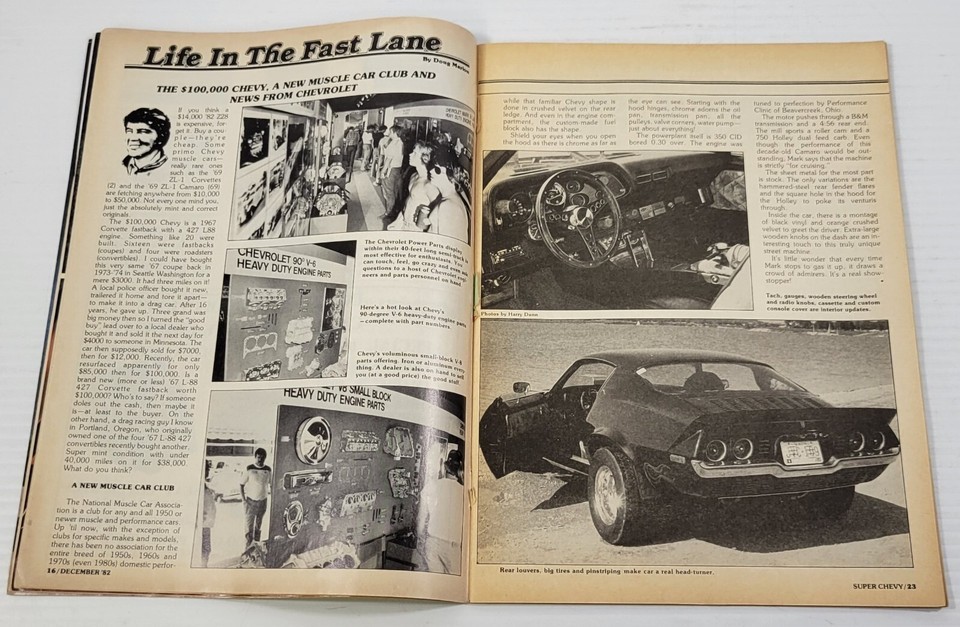 Life In The Fast Lane
By Doug Marion
THE $100,000 CHEVY, A NEW MUSCLE CAR CLUB AND
NEWS FROM CHEVROLET
If you think a
$14,000 '82 Z28
is expensive, for-
get it. Buy a cou-
ple—they're
cheap. Some
primo Chevy
muscle cars—
really rare ones
such as the '69
ZL-1 Corvettes
(2) and the '69 ZL-1 Camaro (69)
are fetching anywhere from $10,000
to $50,000. Not every one mind you,
just the absolutely mint and correct
originals.
The $100,000 Chevy is a 1967
Corvette fastback with a 427 L88
engine. Something like 20 were
built. Sixteen were fastbacks
(coupes) and four were roadsters
(convertibles). I could have bought
this very same '67 coupe back in
1973-'74 in Seattle Washington for a
mere $3000. It had three miles on it!
A local police officer bought it new,
trailered it home and tore it apart—
to make it into a drag car. After 16
years, he gave up. Three grand was
big money then so I turned the "good
buy," lead over to a local dealer who
bought it and sold it the next day for
$4000 to someone in Minnesota. The
car then supposedly sold for $7000,
then for $12,000. Recently, the car
resurfaced apparently for only
$85,000 then for $100,000. Is a
brand new (more or less) '67 L-88
427 Corvette fastback worth
$100,000? Who's to say? If someone
doles out the cash, then maybe it
is—at least to the buyer. On the
other hand, a drag racing guy I know
in Portland, Oregon, who originally
owned one of the four '67 L-88 427
convertibles recently bought another.
Super mint condition with under
40,000 miles on it for $38,000.
What do you think?
A NEW MUSCLE CAR CLUB
The National Muscle Car Associa-
tion is a club for any and all 1950 or
newer muscle and performance cars.
Up 'til now, with the exception of
clubs for specific makes and models,
there has been no association for the
entire breed of 1950s, 1960s and
1970s (even 1980s) domestic perfor-
16/DECEMBER '82
The Chevrolet Power Parts display
within their 40-feet long semi-truck is
most effective for enthusiasts. You
can touch, feel, go crazy and even ask
questions to a host of Chevrolet engi-
neers and parts personnel on hand.
CHEVROLET 90° V-6
HEAVY DUTY ENGINE PARTS
Here's a hot look at Chevy's
90-degree V-6 heavy-duty engine parts
—complete with part numbers.
Chevy's voluminous small-block V-8
parts offering. Iron or aluminum every-
thing. A dealer is also on hand to sell
you (at a good price) the good stuff!
V8 SMALL BLOCK
HEAVY DUTY ENGINE PARTS
while that familiar Chevy shape is
done in crushed velvet on the rear
ledge. And even in the engine com-
partment, the custom-made fuel
block also has the shape.
Shield your eyes when you open
the hood as there is chrome as far as
the eye can see. Starting with the
hood hinges, chrome adorns the oil
pan, transmission pan, all the
pulleys, valve covers, water pump—
just about everything!
The powerplant itself is a 350 CID
bored 0.30 over. The engine was
tuned in perfection by Performance
Clinic of Beavercreek, Ohio.
The motor pushes through a B&M
transmission and a 4:56 rear end.
The mill sports a roller cam and a
750 Holley dual feed carb. Even
though the performance of this
decade-old Camaro would be out-
standing, Mark says that the machine
is strictly "for cruising."
The sheet metal for the most part
is stock. The only variations are the
hammered-steel rear fender flares
and the square hole in the hood for
the Holley to poke its venturis
through.
Inside the car, there is a montage
of black vinyl and orange crushed
velvet to greet the driver. Extra-large
wooden knobs on the dash are an in-
teresting touch to this truly unique
street machine.
It's little wonder that every time
Mark stops to gas it up, it draws a
crowd of admirers. It's a real show-
stopper!
Tach, gauges, wooden steering wheel
and radio knobs, cassette and custom
console cover are interior updates.
Photos by Harry Dunn
Rear louvers, big tires and pinstriping make car a real head-turner.
SUPER CHEVY/23